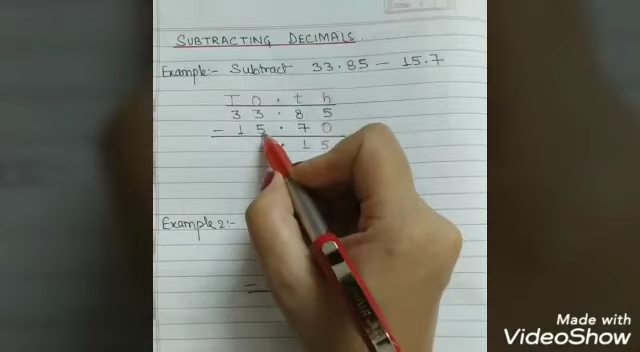 SUBTRACTING DECIMALS
Example:- Subtract 33.85 - 15.7
T O . t h
3 3 . 8 5
- 1 5 . 7 0
. 1 5
Example 2:-
Made with
VideoShow